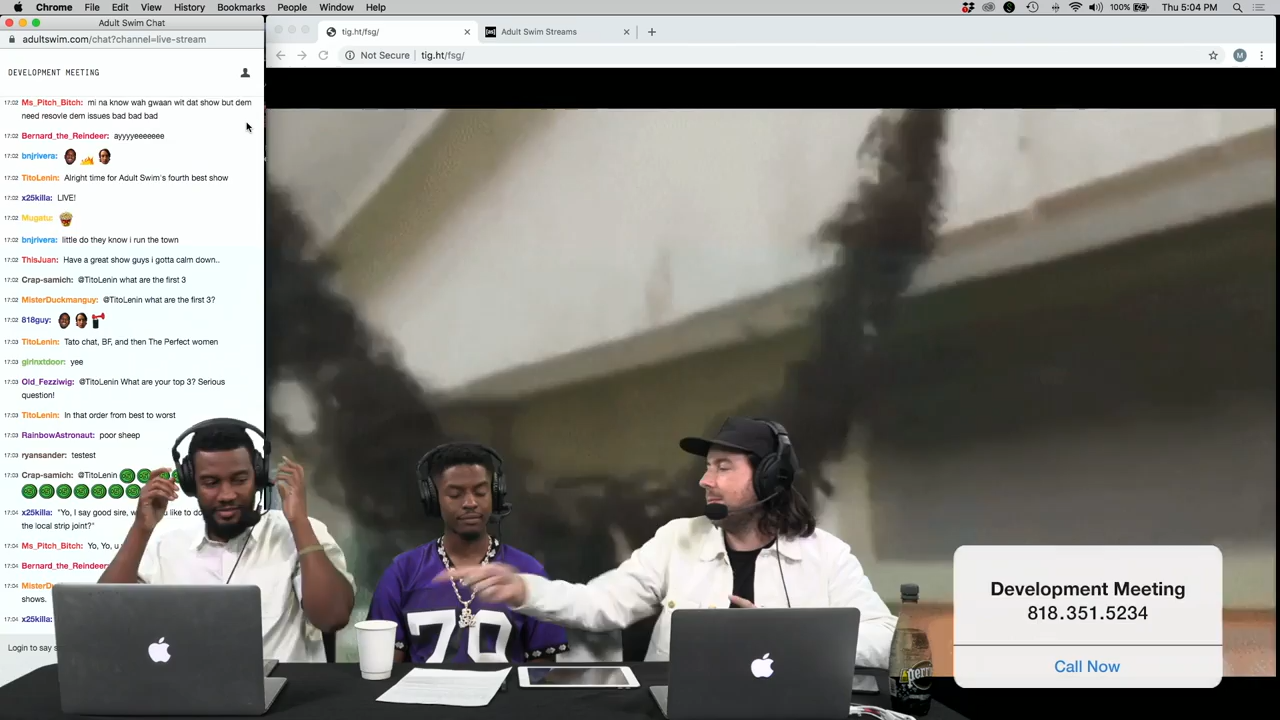 Chrome File Edit View History Bookmarks People Window Help 100% Thu 5:04 PM
Adult Swim Chat
adultswim.com/chat?channel=live-stream
tig.ht/fsg/ Adult Swim Streams
Not Secure tig.ht/fsg/ M
DEVELOPMENT MEETING
17:02 Ms_Pitch_Bitch: mi na know wah gwaan wit dat show but dem
need resovle dem issues bad bad bad
17:02 Bernard_the_Reindeer: ayyyyeeeeeee
17:02 bnjrivera:
17:02 TitoLenin: Alright time for Adult Swim's fourth best show
17:02 x25killa: LIVE!
17:02 Mugatu:
17:02 bnjrivera: little do they know i run the town
17:02 ThisJuan: Have a great show guys i gotta calm down..
17:02 Crap-samich: @TitoLenin what are the first 3
17:02 MisterDuckmanguy: @TitoLenin what are the first 3?
17:02 818guy:
17:03 TitoLenin: Tato chat, BF, and then The Perfect women
17:03 girlnxtdoor: yee
17:03 Old_Fezziwig: @TitoLenin What are your top 3? Serious
question!
17:03 TitoLenin: In that order from best to worst
17:03 RainbowAstronaut: poor sheep
17:03 ryansander: testest
17:03 Crap-samich: @TitoLenin
17:04 x25killa: "Yo, I say good sire, like to
the local strip joint?"
17:04 Ms_Pitch_Bitch: Yo, Yo,
17:04 Bernard_the_Reindeer:
17:04
shows.
17:04 x25killa:
Login to say
70
Development Meeting
818.351.5234
Call Now